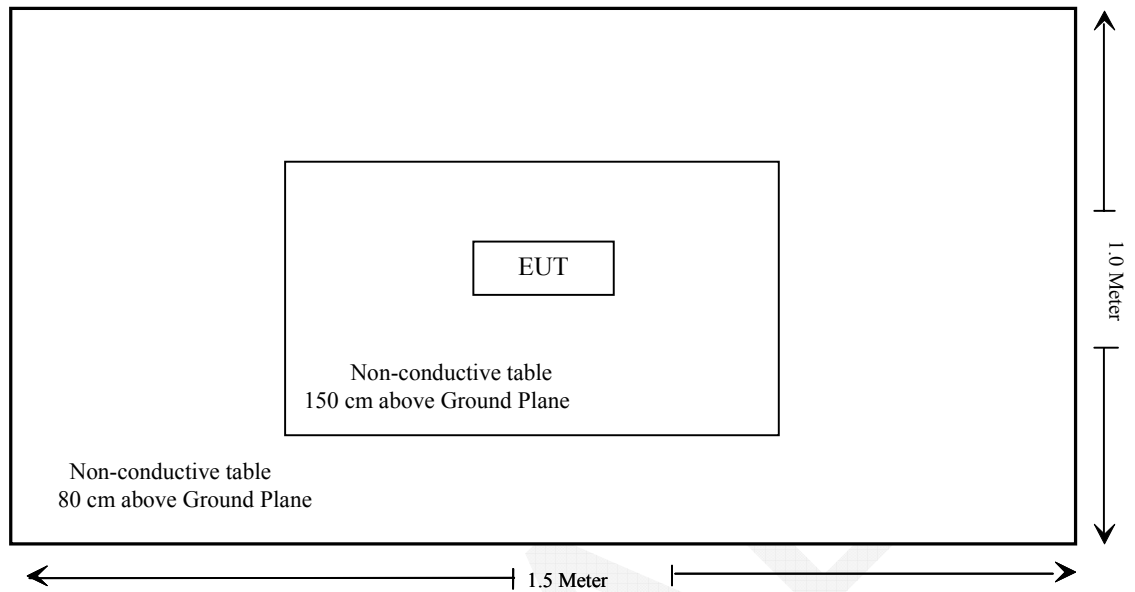 EUT
Non-conductive table
150 cm above Ground Plane
Non-conductive table
80 cm above Ground Plane
1.0 Meter
1.5 Meter